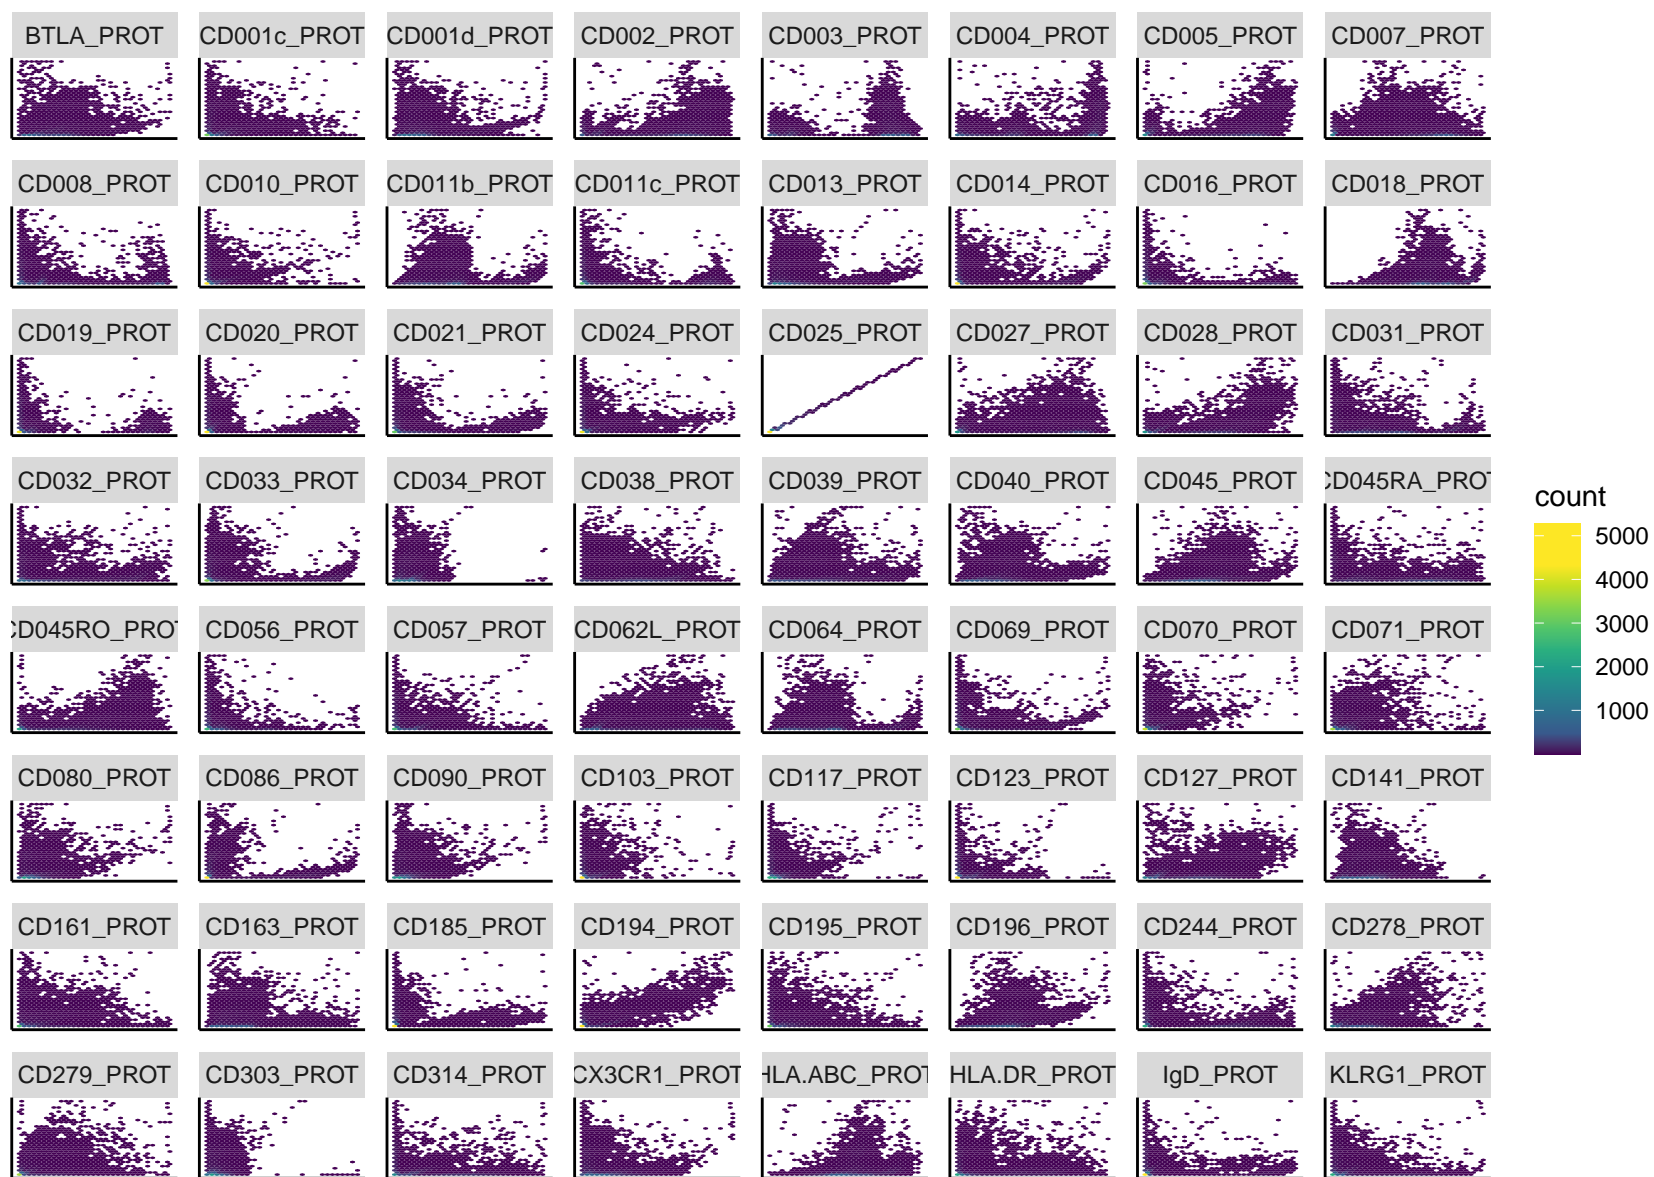 BTLA_PROT CD001c_PROT CD001d_PROT CD002_PROT CD003_PROT CD004_PROT CD005_PROT CD007_PROT
CD008_PROT CD010_PROT CD011b_PROT CD011c_PROT CD013_PROT CD014_PROT CD016_PROT CD018_PROT
CD019_PROT CD020_PROT CD021_PROT CD024_PROT CD025_PROT CD027_PROT CD028_PROT CD031_PROT
CD032_PROT CD033_PROT CD034_PROT CD038_PROT CD039_PROT CD040_PROT CD045_PROT CD045RA_PROT
CD045RO_PROT CD056_PROT CD057_PROT CD062L_PROT CD064_PROT CD069_PROT CD070_PROT CD071_PROT
CD080_PROT CD086_PROT CD090_PROT CD103_PROT CD117_PROT CD123_PROT CD127_PROT CD141_PROT
CD161_PROT CD163_PROT CD185_PROT CD194_PROT CD195_PROT CD196_PROT CD244_PROT CD278_PROT
CD279_PROT CD303_PROT CD314_PROT CX3CR1_PROT HLA.ABC_PROT HLA.DR_PROT IgD_PROT KLRG1_PROT
count
5000
4000
3000
2000
1000